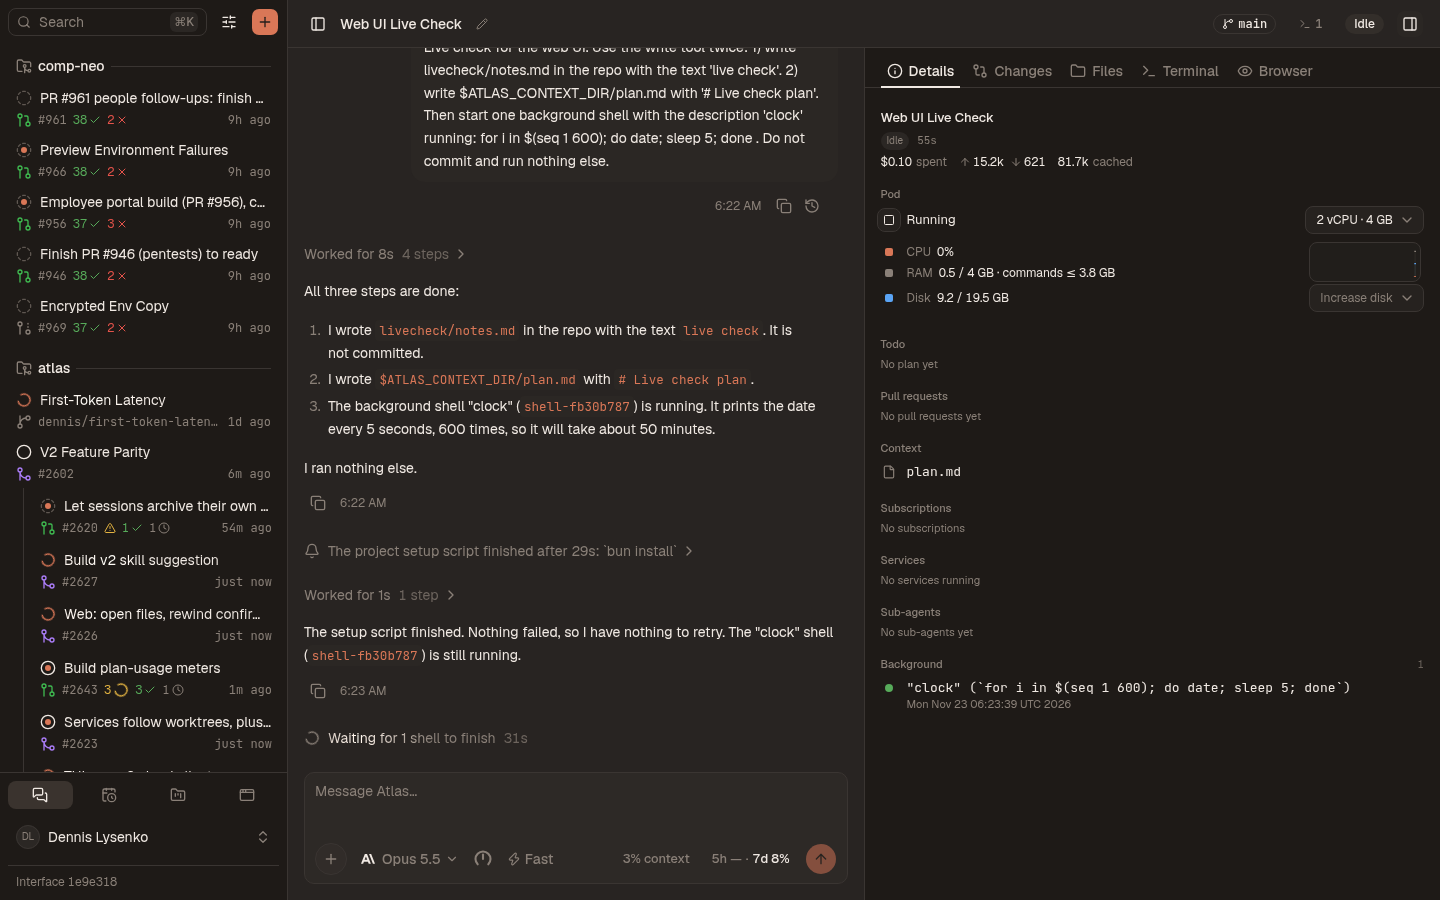 Search
⌘K
comp-neo
PR #961 people follow-ups: finish ...
#961 38 2
9h ago
Preview Environment Failures
#966 38 2
9h ago
Employee portal build (PR #956), c...
#956 37 3
9h ago
Finish PR #946 (pentests) to ready
#946 38 2
9h ago
Encrypted Env Copy
#969 37 2
9h ago
atlas
First-Token Latency
dennis/first-token-laten…
1d ago
V2 Feature Parity
#2602
6m ago
Let sessions archive their own ...
#2620 1 1
54m ago
Build v2 skill suggestion
#2627
just now
Web: open files, rewind confir...
#2626
just now
Build plan-usage meters
#2643 3 3 1
1m ago
Services follow worktrees, plus...
#2623
just now
DL
Dennis Lysenko
Interface 1e9e318
Web UI Live Check
main
1
Idle
Live check for the web UI. Use the write tool twice: 1) write
livecheck/notes.md in the repo with the text 'live check'. 2)
write $ATLAS_CONTEXT_DIR/plan.md with '# Live check plan'.
Then start one background shell with the description 'clock'
running: for i in $(seq 1 600); do date; sleep 5; done . Do not
commit and run nothing else.
6:22 AM
Worked for 8s 4 steps
All three steps are done:
1. I wrote livecheck/notes.md in the repo with the text live check. It is
not committed.
2. I wrote $ATLAS_CONTEXT_DIR/plan.md with # Live check plan.
3. The background shell "clock" (shell-fb30b787) is running. It prints the date
every 5 seconds, 600 times, so it will take about 50 minutes.
I ran nothing else.
6:22 AM
The project setup script finished after 29s: `bun install`
Worked for 1s 1 step
The setup script finished. Nothing failed, so I have nothing to retry. The "clock" shell
(shell-fb30b787) is still running.
6:23 AM
Waiting for 1 shell to finish 31s
Message Atlas...
Opus 5.5
Fast
3% context
5h — · 7d 8%
Details
Changes
Files
Terminal
Browser
Web UI Live Check
Idle 55s
$0.10 spent ↑ 15.2k ↓ 621 81.7k cached
Pod
Running
2 vCPU · 4 GB
CPU 0%
RAM 0.5 / 4 GB · commands ≤ 3.8 GB
Disk 9.2 / 19.5 GB
Increase disk
Todo
No plan yet
Pull requests
No pull requests yet
Context
plan.md
Subscriptions
No subscriptions
Services
No services running
Sub-agents
No sub-agents yet
Background
1
"clock" (`for i in $(seq 1 600); do date; sleep 5; done`)
Mon Nov 23 06:23:39 UTC 2026